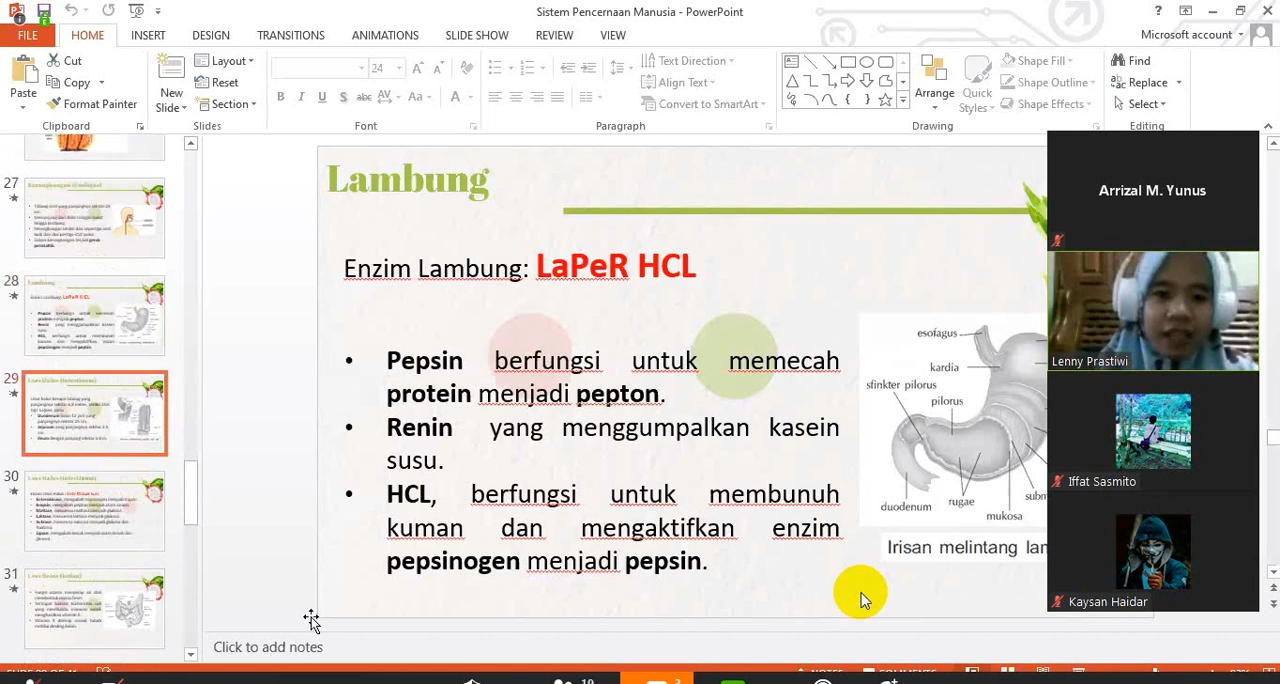 Sistem Pencernaan Manusia - PowerPoint
FILE HOME INSERT DESIGN TRANSITIONS ANIMATIONS SLIDE SHOW REVIEW VIEW Microsoft account
Paste
Cut
Copy
Format Painter
Clipboard
New
Slide
Layout
Reset
Section
Slides
24
B I U S abc AV Aa A
Font
Text Direction
Align Text
Convert to SmartArt
Paragraph
Arrange
Quick
Styles
Shape Fill
Shape Outline
Shape Effects
Drawing
Find
Replace
Select
Editing
27
28
29
30
31
Lambung
Enzim Lambung: LaPeR HCL
• Pepsin berfungsi untuk memecah
protein menjadi pepton.
• Renin yang menggumpalkan kasein
susu.
• HCL, berfungsi untuk membunuh
kuman dan mengaktifkan enzim
pepsinogen menjadi pepsin.
esofagus
kardia
sfinkter pilorus
pilorus
duodenum
rugae
mukosa
subm
Irisan melintang lam
Arrizal M. Yunus
Lenny Prastiwi
Iffat Sasmito
Kaysan Haidar
Click to add notes